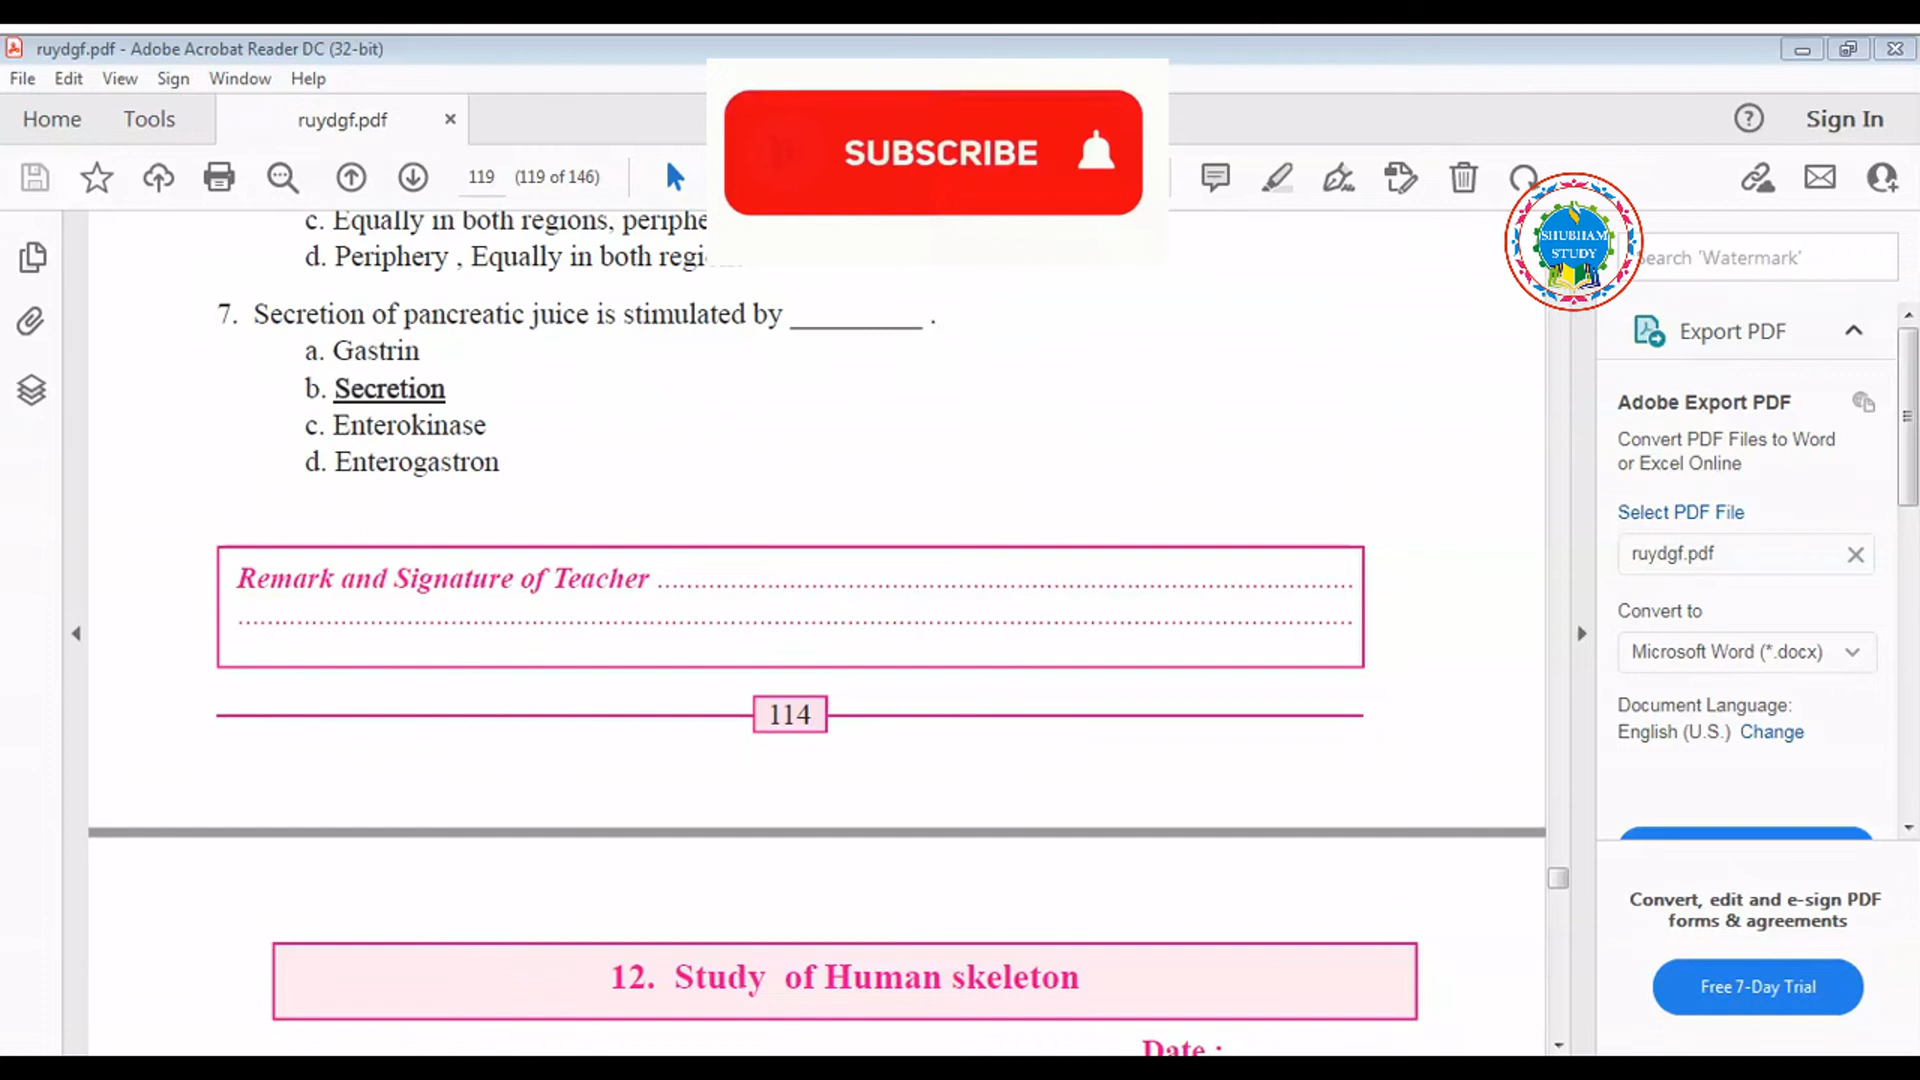 ruydgf.pdf - Adobe Acrobat Reader DC (32-bit)
File Edit View Sign Window Help
Home Tools ruydgf.pdf × Sign In
SUBSCRIBE
119 (119 of 146)
c. Equally in both regions,
d. Periphery , Equally in both
SHUBHAM
STUDY
Search 'Watermark'
7. Secretion of pancreatic juice is stimulated by _________ .
a. Gastrin
b. Secretion
c. Enterokinase
d. Enterogastron
Remark and Signature of Teacher ........................................................................................
................................................................................................................................
114
12. Study of Human skeleton
Date :
Export PDF
Adobe Export PDF
Convert PDF Files to Word
or Excel Online
Select PDF File
ruydgf.pdf
Convert to
Microsoft Word (*.docx)
Document Language:
English (U.S.) Change
Convert, edit and e-sign PDF
forms & agreements
Free 7-Day Trial